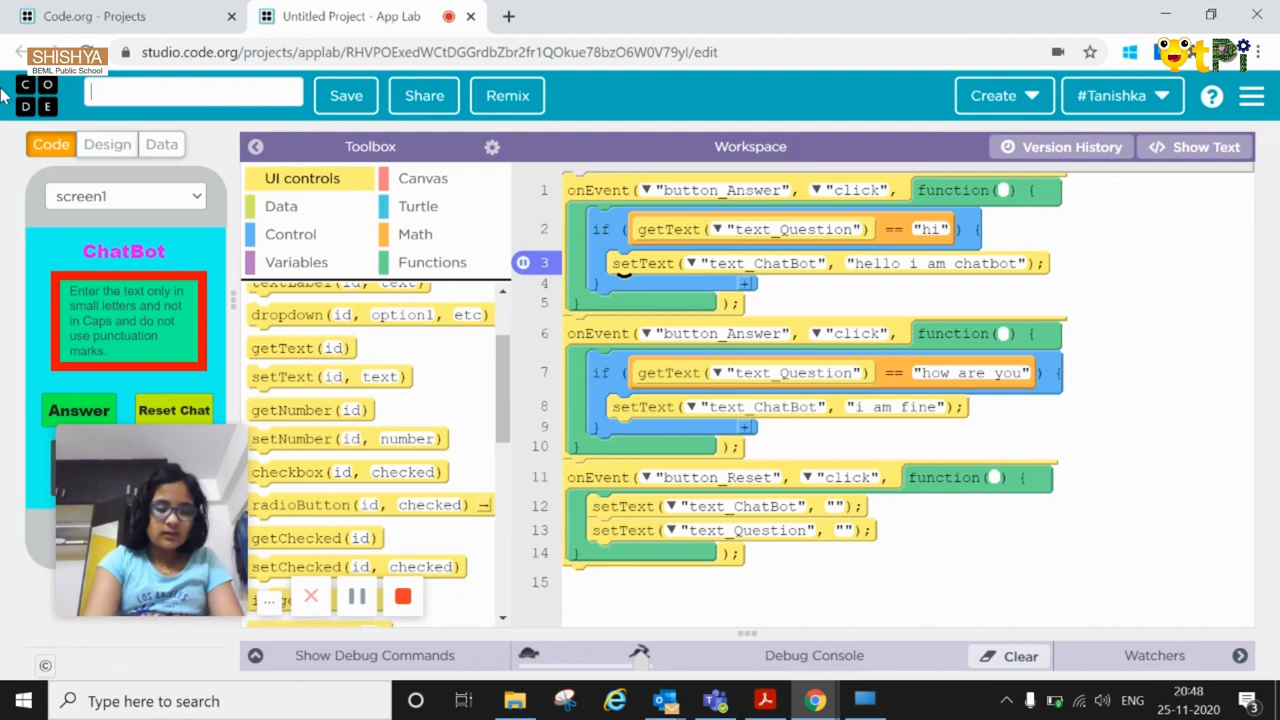 Code.org - Projects
Untitled Project - App Lab
studio.code.org/projects/applab/RHVPOExedWCtDGGrdbZbr2fr1QOkue78bzO6W0V79yI/edit
SHISHYA
BEML Public School
C O
D E
Save
Share
Remix
Create
#Tanishka
?
Code
Design
Data
Toolbox
Workspace
Version History
</> Show Text
screen1
ChatBot
Enter the text only in
small letters and not
in Caps and do not
use punctuation
marks.
Answer
Reset Chat
LOS ANGELES
UI controls
Canvas
Data
Turtle
Control
Math
Variables
Functions
textLabel(id, text)
dropdown(id, option1, etc)
getText(id)
setText(id, text)
getNumber(id)
setNumber(id, number)
checkbox(id, checked)
radioButton(id, checked)
getChecked(id)
setChecked(id, checked)
1 onEvent( "button_Answer", "click", function( ) {
2 if ( getText( "text_Question") == "hi" ) {
3 setText( "text_ChatBot", "hello i am chatbot");
4 } +
5 } );
6 onEvent( "button_Answer", "click", function( ) {
7 if ( getText( "text_Question") == "how are you" ) {
8 setText( "text_ChatBot", "i am fine");
9 } +
10 } );
11 onEvent( "button_Reset", "click", function( ) {
12 setText( "text_ChatBot", "");
13 setText( "text_Question", "");
14 } );
15
©
Show Debug Commands
Debug Console
Clear
Watchers
Type here to search
ENG
20:48
25-11-2020
3